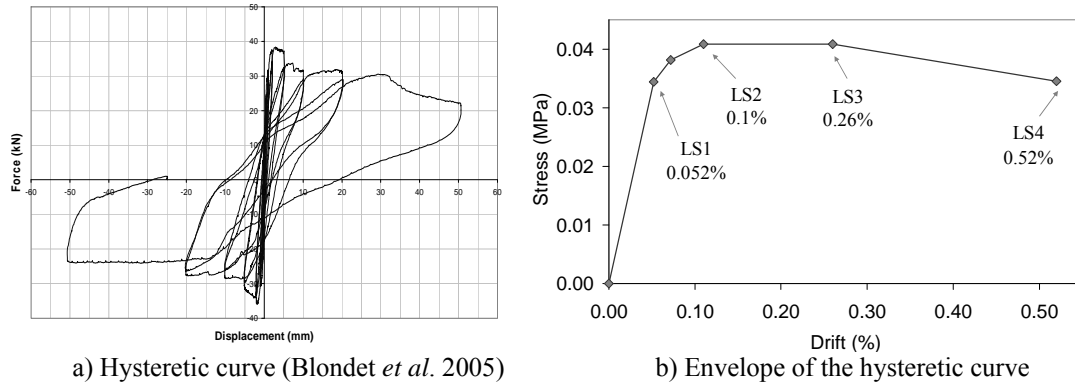 50
40
30
20
10
0
-10
-20
-30
-40
-60 -50 -40 -30 -20 -10 0 10 20 30 40 50 60
Force (kN)
Displacement (mm)
a) Hysteretic curve (Blondet et al. 2005)
0.04
0.03
0.02
0.01
0.00
Stress (MPa)
LS1
0.052%
LS2
0.1%
LS3
0.26%
LS4
0.52%
0.00 0.10 0.20 0.30 0.40 0.50
Drift (%)
b) Envelope of the hysteretic curve